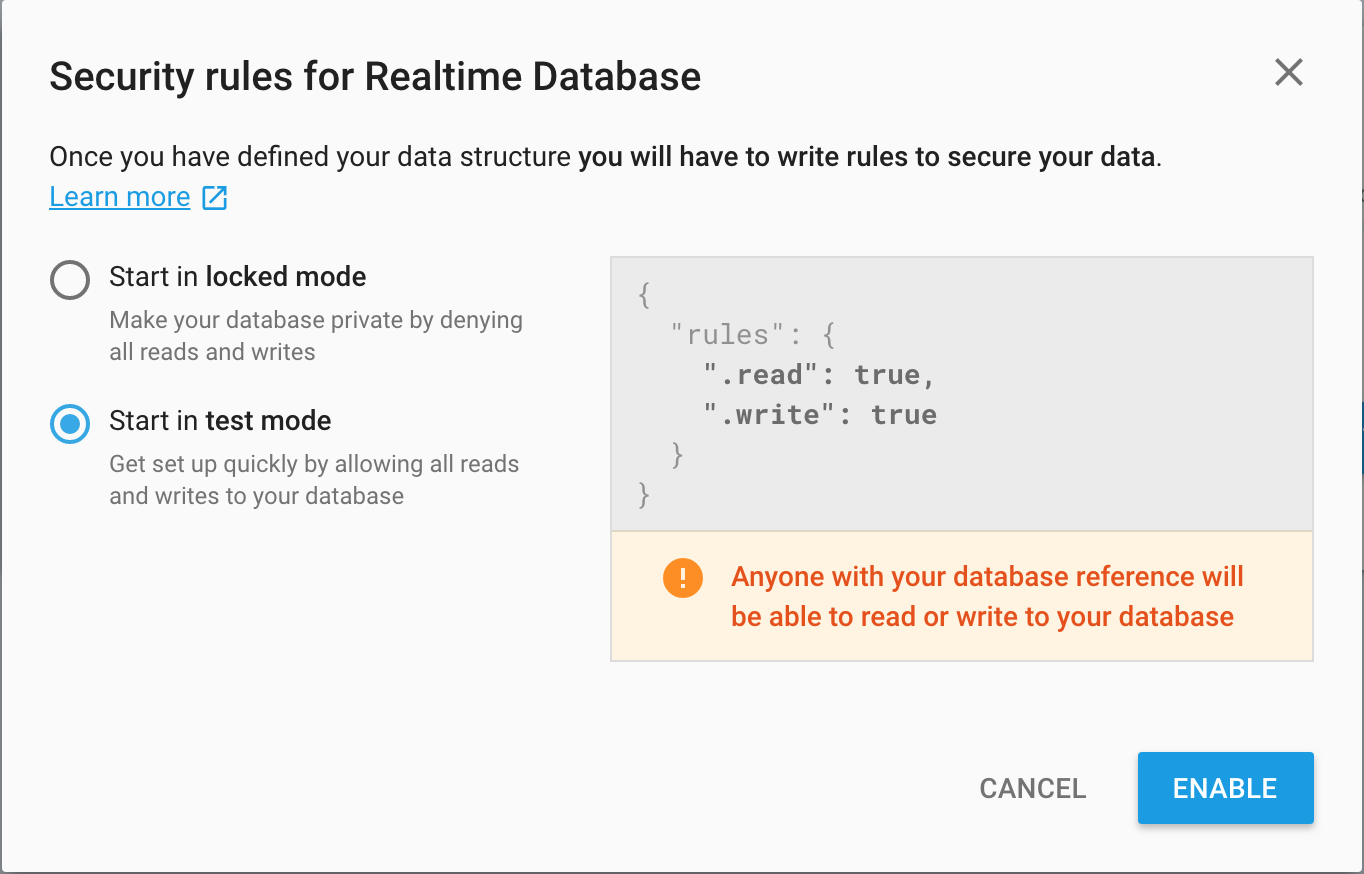 Security rules for Realtime Database
Once you have defined your data structure you will have to write rules to secure your data.
Learn more
Start in locked mode
Make your database private by denying
all reads and writes
Start in test mode
Get set up quickly by allowing all reads
and writes to your database
{
  "rules": {
    ".read": true,
    ".write": true
  }
}
!
Anyone with your database reference will
be able to read or write to your database
CANCEL
ENABLE